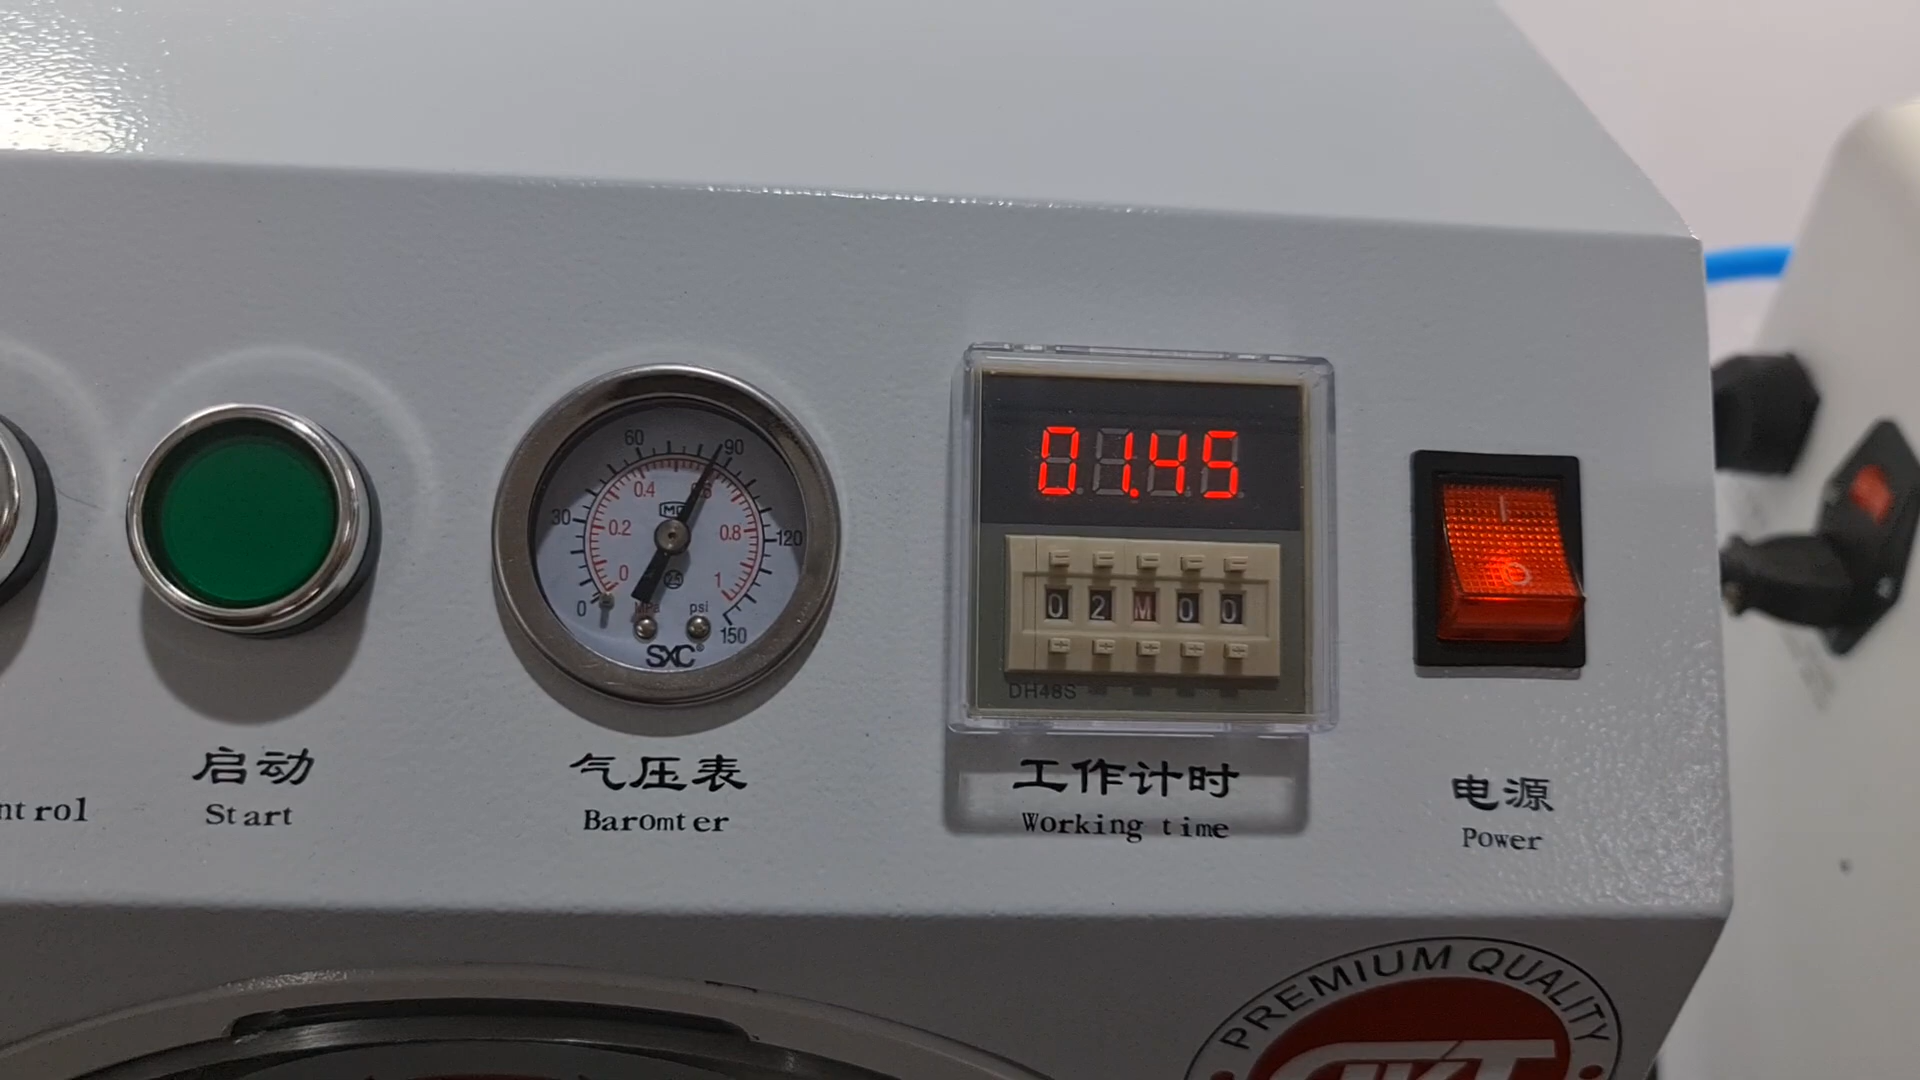 60
90
0.4
30
0.2
0.8
120
0
1
0
MPa
psi
150
SXC®
01.45
0 2 M 0 0
DH48S
启动
Start
气压表
Baromter
工作计时
Working time
电源
Power
ntrol
PREMIUM QUALITY